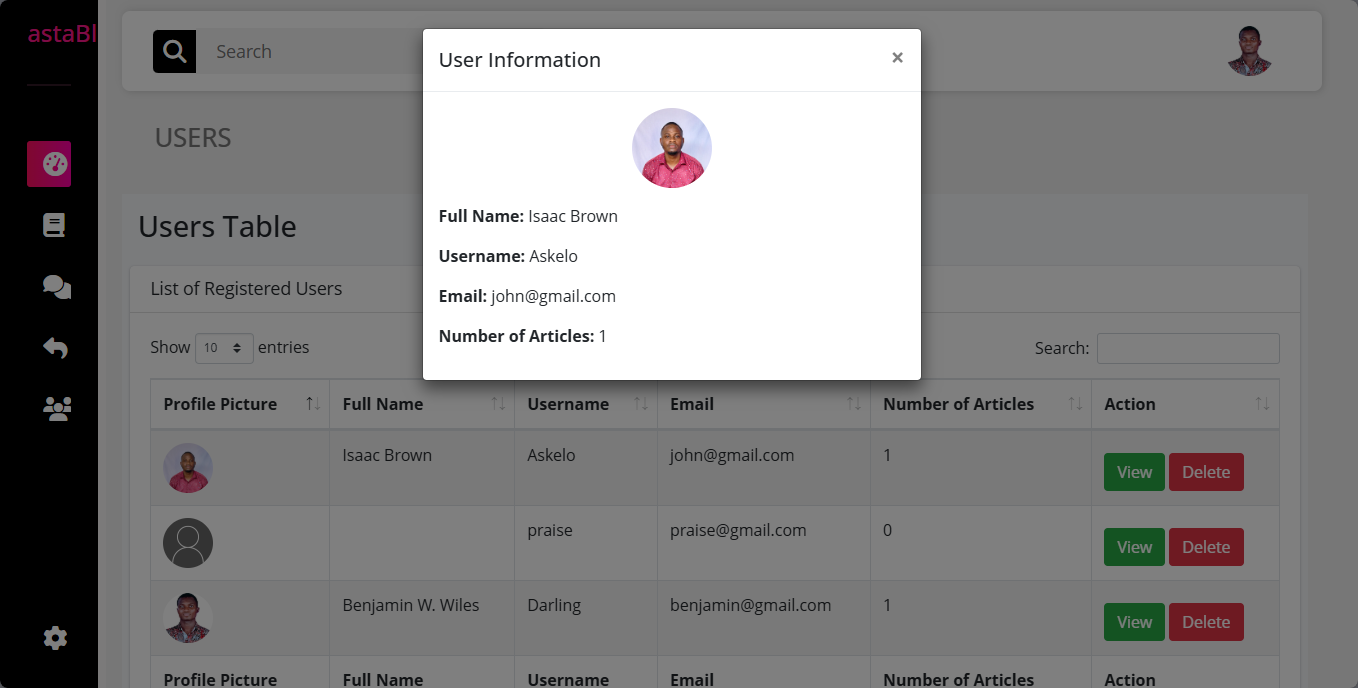 astaBl
Search
User Information ×
Full Name: Isaac Brown
Username: Askelo
Email: john@gmail.com
Number of Articles: 1
USERS
Users Table
List of Registered Users
Show 10 entries
Search:
Profile Picture Full Name Username Email Number of Articles Action
Isaac Brown Askelo john@gmail.com 1 View Delete
praise praise@gmail.com 0 View Delete
Benjamin W. Wiles Darling benjamin@gmail.com 1 View Delete
Profile Picture Full Name Username Email Number of Articles Action